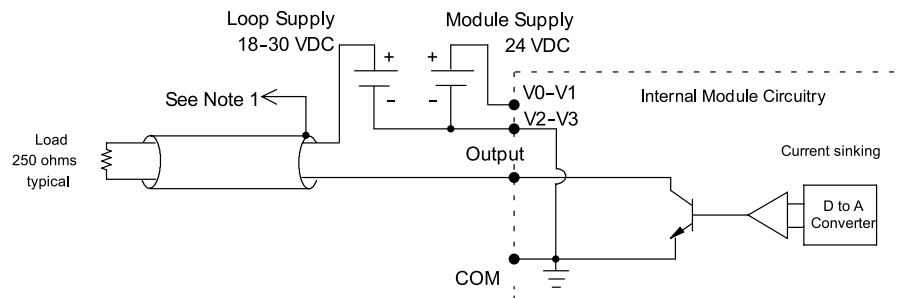 Loop Supply
18-30 VDC
Module Supply
24 VDC
+
+
-
-
See Note 1
V0-V1
V2-V3
Internal Module Circuitry
Load
250 ohms
typical
Output
Current sinking
D to A
Converter
COM